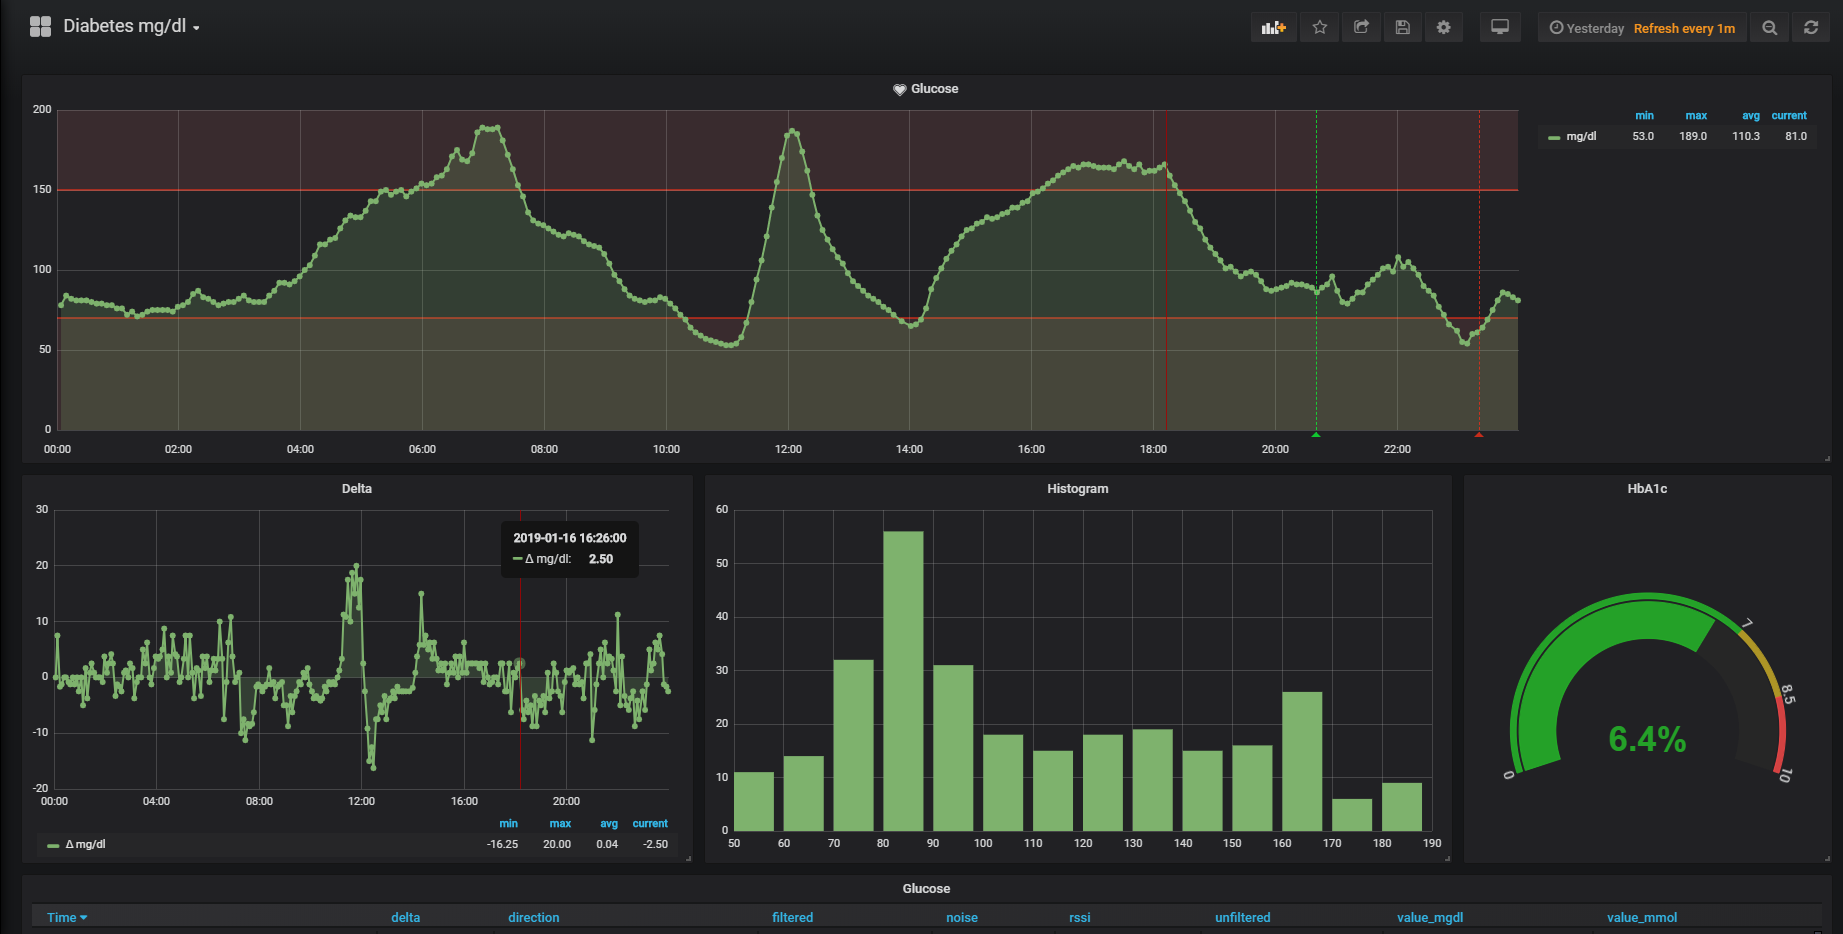 Diabetes mg/dl
Yesterday Refresh every 1m
Glucose
200
150
100
50
0
00:00 02:00 04:00 06:00 08:00 10:00 12:00 14:00 16:00 18:00 20:00 22:00
min max avg current
mg/dl 53.0 189.0 110.3 81.0
Delta
30
20
10
0
-10
-20
00:00 04:00 08:00 12:00 16:00 20:00
2019-01-16 16:26:00
Δ mg/dl: 2.50
min max avg current
Δ mg/dl -16.25 20.00 0.04 -2.50
Histogram
60
50
40
30
20
10
0
50 60 70 80 90 100 110 120 130 140 150 160 170 180 190
HbA1c
7
8.5
6.4%
0
10
Glucose
Time delta direction filtered noise rssi unfiltered value_mgdl value_mmol